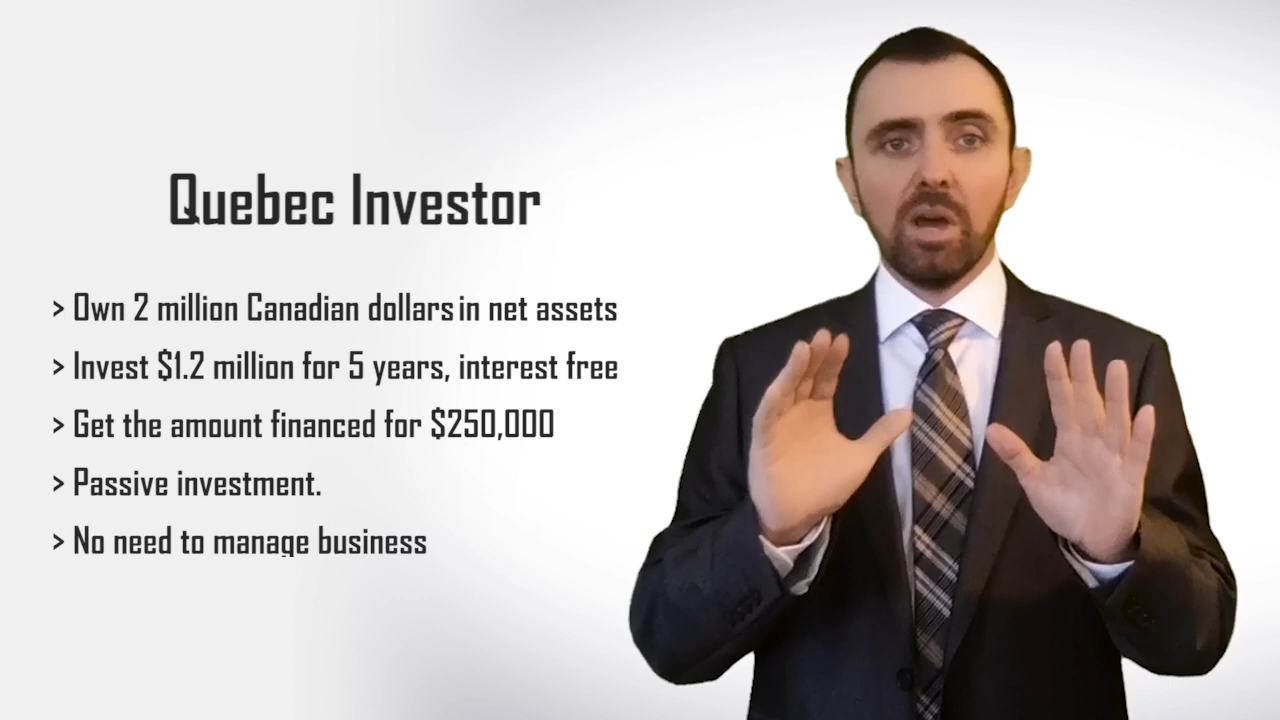 Quebec Investor
> Own 2 million Canadian dollars in net assets
> Invest $1.2 million for 5 years, interest free
> Get the amount financed for $250,000
> Passive investment.
> No need to manage business